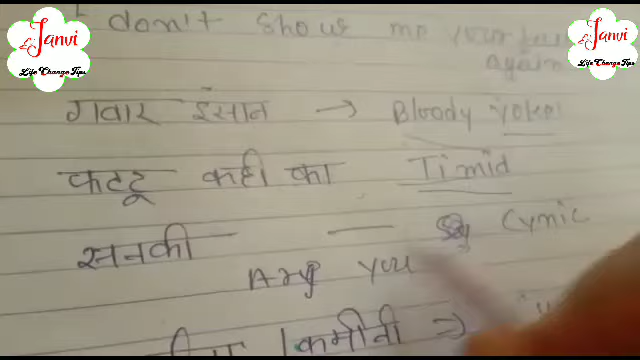 Janvi
Life Change Tips
Janvi
Life Change Tips
I don't show me your face
again
गवार इंसान → Bloody yokel
फटटू कही का Timid
सनकी — Cynic
Are you
कमीनी ⇒